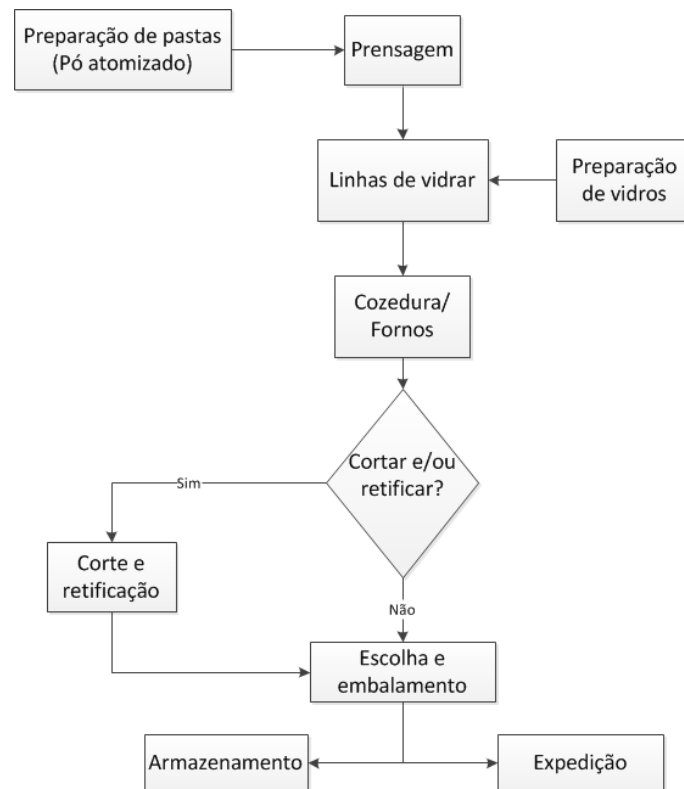 Preparação de pastas
(Pó atomizado)
Prensagem
Linhas de vidrar
Preparação
de vidros
Cozedura/
Fornos
Cortar e/ou
retificar?
Sim
Corte e
retificação
Não
Escolha e
embalamento
Armazenamento
Expedição